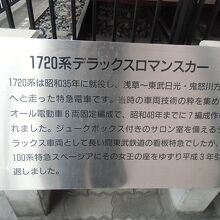 1720系デラックスロマンスカー
1720系は昭和35年に就役し、浅草～東武日光・鬼怒川方
へと走った特急電車です。当時の車両技術の粋を集め
オール電動車6両固定編成で、昭和48年までに7編成作
れました。ジュークボックス付きのサロン室を備えるデ
ラックス車両として長い間東武鉄道の看板特急でしたが、
100系特急スペーシアにその女王の座をゆずり平成3年引
退しました。